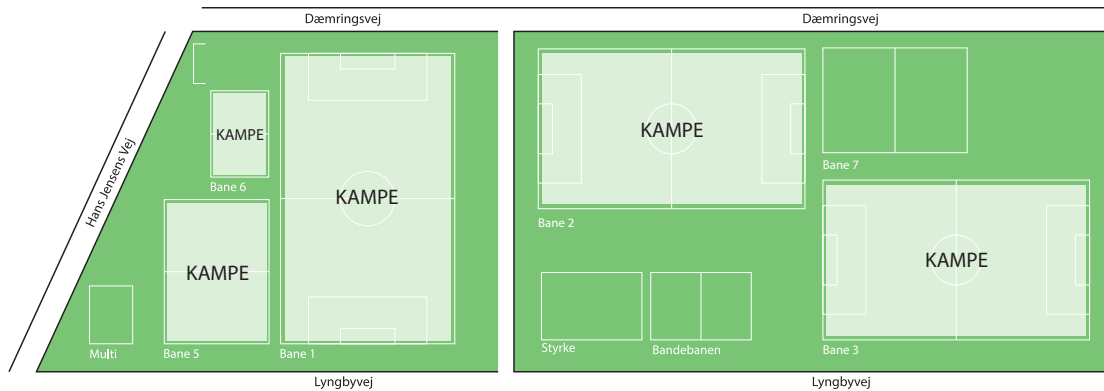 Dæmringsvej
Dæmringsvej
Hans Jensens Vej
KAMPE
Bane 6
KAMPE
KAMPE
Multi
Bane 5
Bane 1
KAMPE
Bane 2
Bane 7
KAMPE
Styrke
Bandebanen
Bane 3
Lyngbyvej
Lyngbyvej